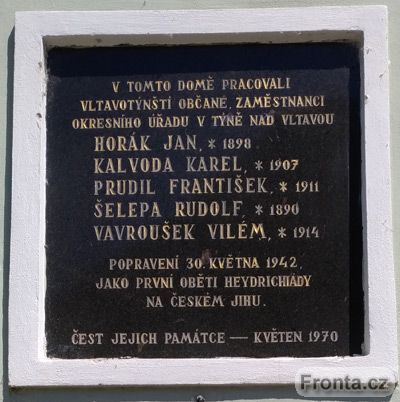 V TOMTO DOMĚ PRACOVALI
VLTAVOTÝNŠTÍ OBČANÉ, ZAMĚSTNANCI
OKRESNÍHO ÚŘADU V TÝNĚ NAD VLTAVOU
HORÁK JAN, * 1898
KALVODA KAREL, * 1907
PRUDIL FRANTIŠEK, * 1911
ŠELEPA RUDOLF, * 1890
VAVROUŠEK VILÉM, * 1914
POPRAVENÍ 30 KVĚTNA 1942,
JAKO PRVNÍ OBĚTI HEYDRICHIÁDY
NA ČESKÉM JIHU.
ČEST JEJICH PAMÁTCE — KVĚTEN 1970
Fronta.cz